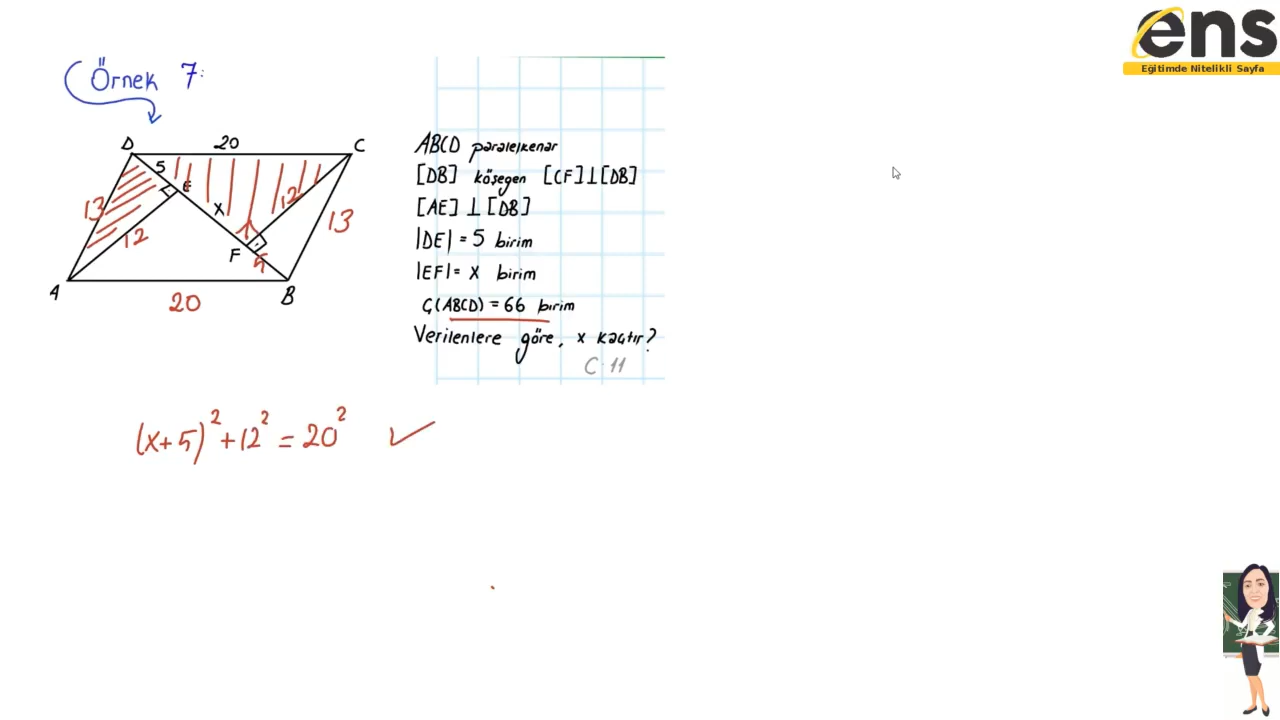 ens
Eğitimde Nitelikli Sayfa
Örnek 7:
D 20 C
5
E
13 12
x
12 13
F
5
A B
20
ABCD paralelkenar
[DB] köşegen [CF]⊥[DB]
[AE] ⊥ [DB]
|DE| = 5 birim
|EF| = x birim
Ç(ABCD) = 66 birim
Verilenlere göre, x kaçtır?
C: 11
(x+5)² + 12² = 20²